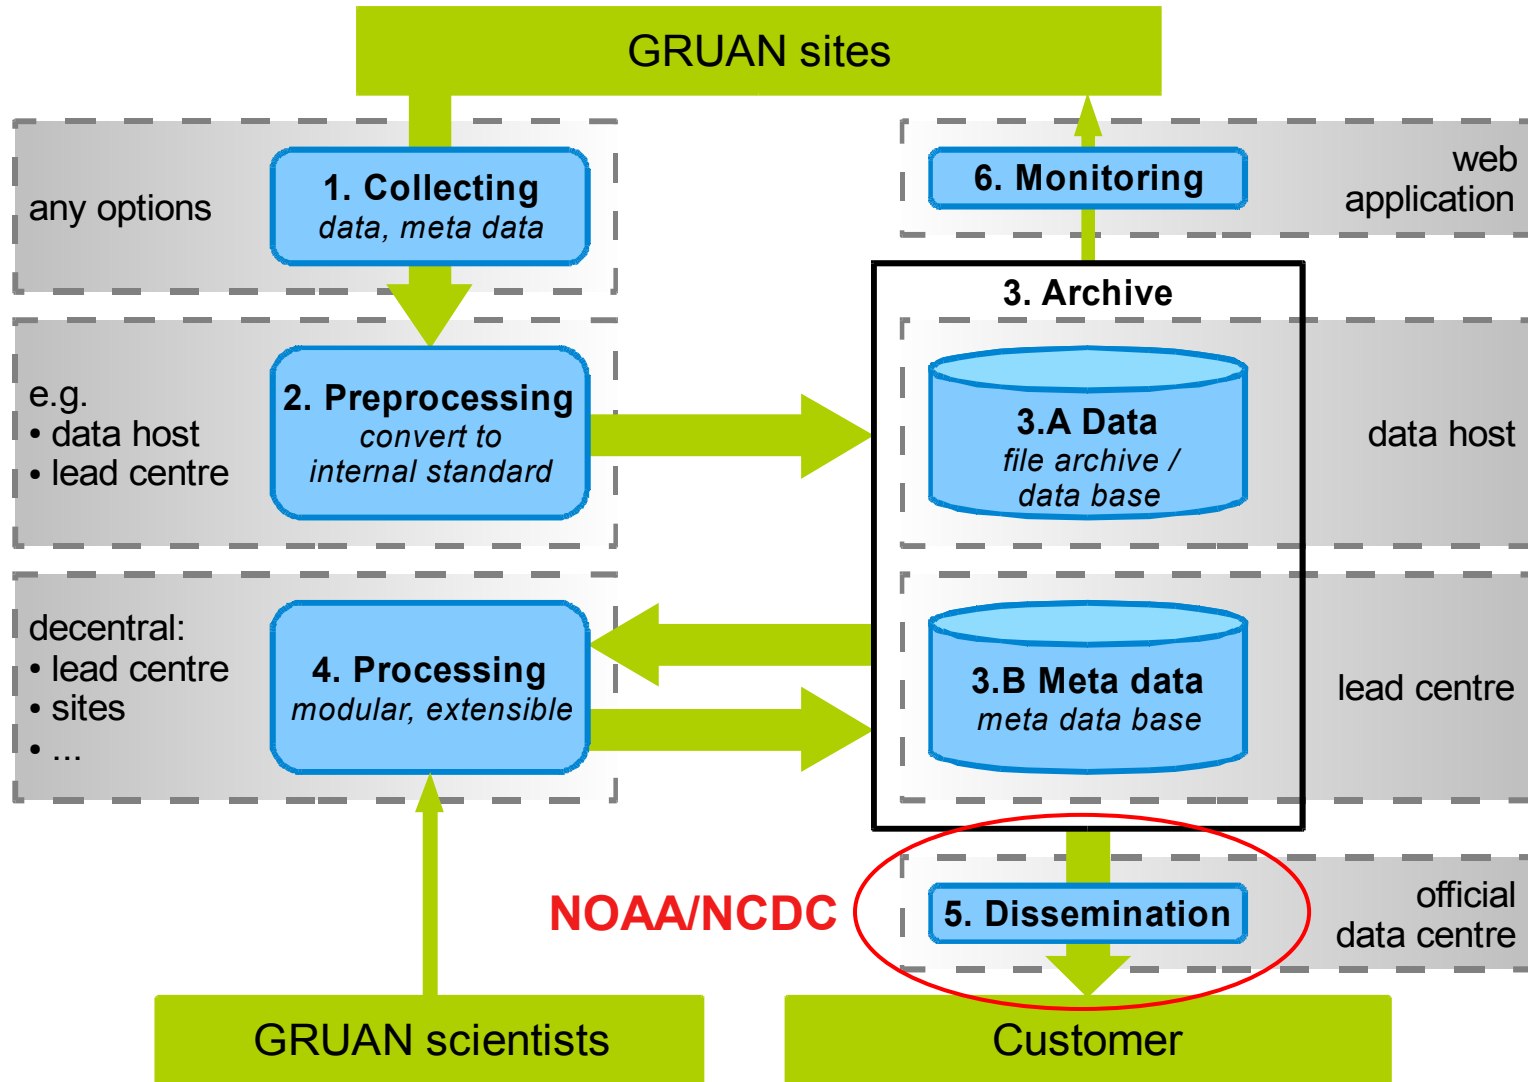 GRUAN sites
any options
1. Collecting
data, meta data
6. Monitoring
web
application
3. Archive
e.g.
• data host
• lead centre
2. Preprocessing
convert to
internal standard
3.A Data
file archive /
data base
data host
decentral:
• lead centre
• sites
• ...
4. Processing
modular, extensible
3.B Meta data
meta data base
lead centre
NOAA/NCDC
5. Dissemination
official
data centre
GRUAN scientists
Customer